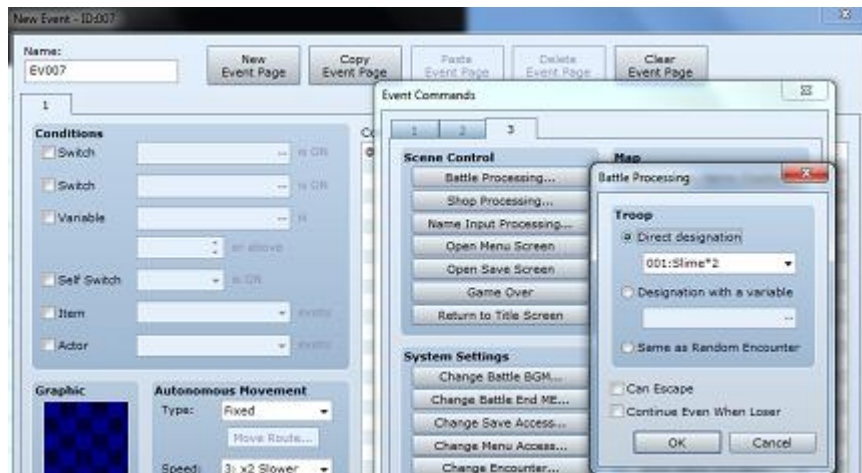 New Event - ID:007
Name:
EV007
New
Event Page
Copy
Event Page
Paste
Event Page
Delete
Event Page
Clear
Event Page
1
Conditions
Switch
-- is ON
Switch
-- is ON
Variable
-- is
or above
Self Switch
is ON
Item
exists
Actor
exists
Graphic
Autonomous Movement
Type: Fixed
Move Route...
Speed: 3: x2 Slower
Event Commands
1 2 3
Scene Control
Battle Processing...
Shop Processing...
Name Input Processing...
Open Menu Screen
Open Save Screen
Game Over
Return to Title Screen
System Settings
Change Battle BGM...
Change Battle End ME...
Change Save Access...
Change Menu Access...
Change Encounter...
Map
Battle Processing
Troop
Direct designation
001:Slime*2
Designation with a variable
--
Same as Random Encounter
Can Escape
Continue Even When Loser
OK Cancel